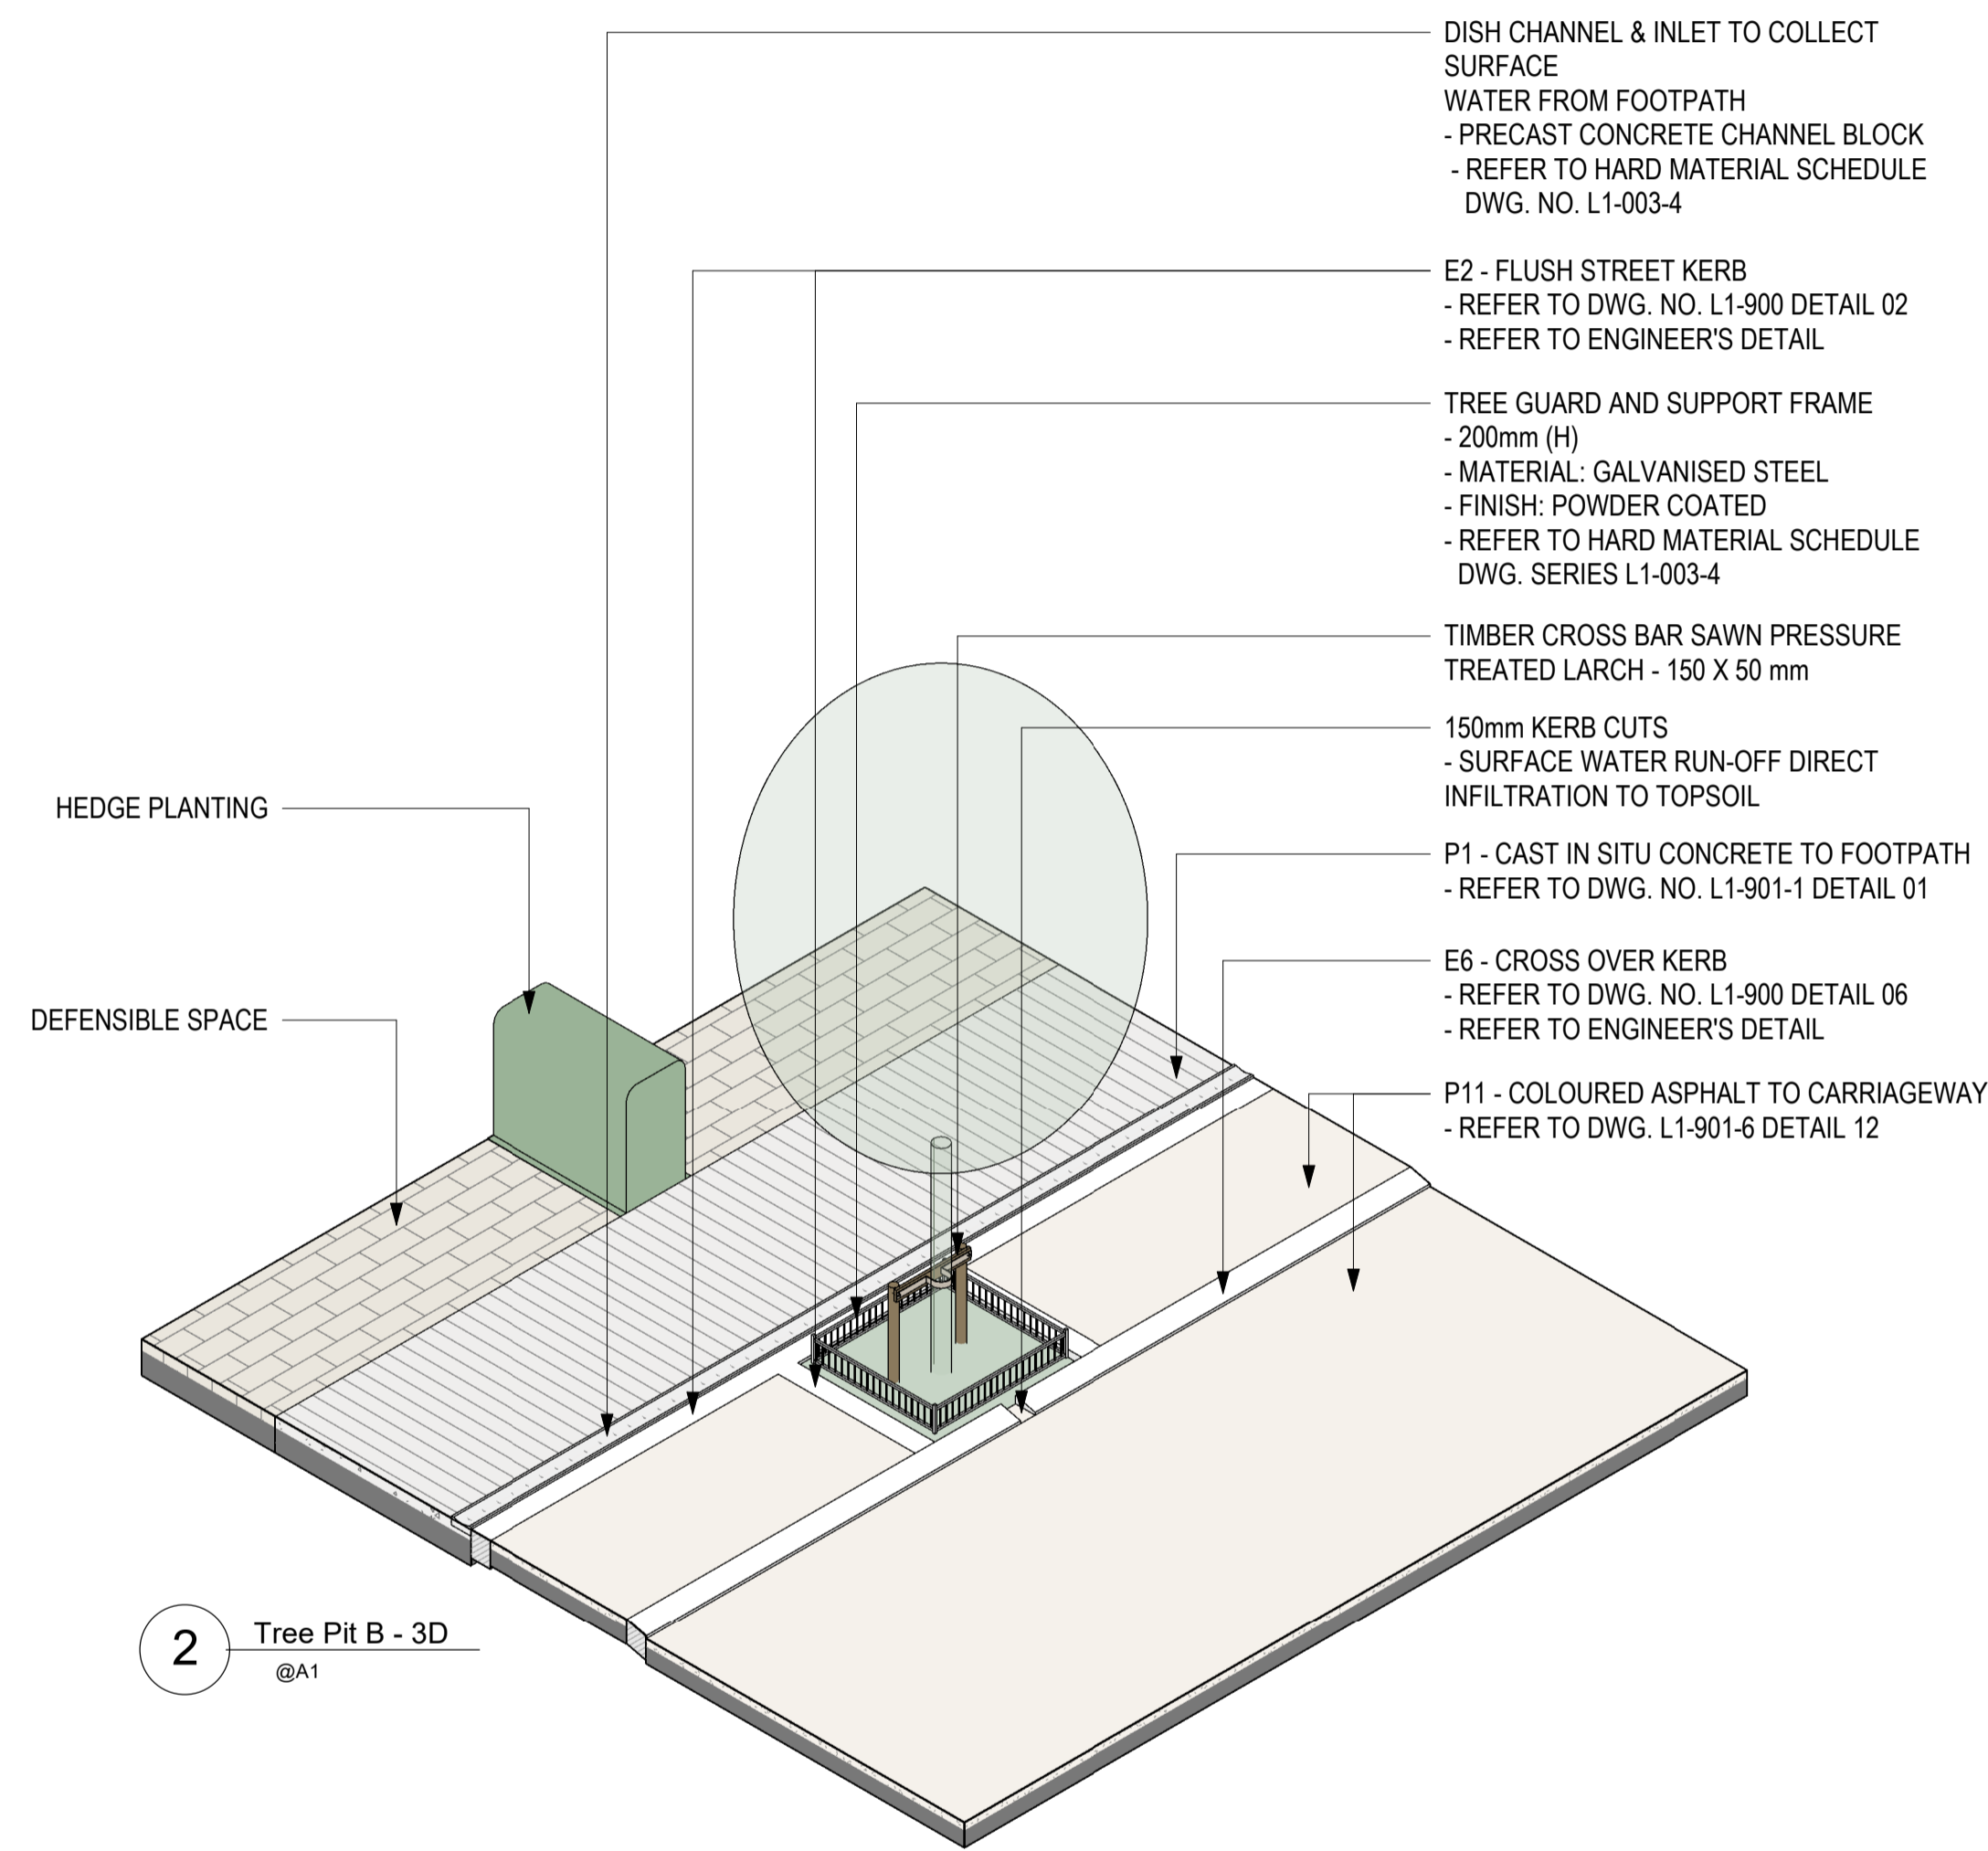 DISH CHANNEL & INLET TO COLLECT
SURFACE
WATER FROM FOOTPATH
- PRECAST CONCRETE CHANNEL BLOCK
- REFER TO HARD MATERIAL SCHEDULE
DWG. NO. L1-003-4
E2 - FLUSH STREET KERB
- REFER TO DWG. NO. L1-900 DETAIL 02
- REFER TO ENGINEER'S DETAIL
TREE GUARD AND SUPPORT FRAME
- 200mm (H)
- MATERIAL: GALVANISED STEEL
- FINISH: POWDER COATED
- REFER TO HARD MATERIAL SCHEDULE
DWG. SERIES L1-003-4
TIMBER CROSS BAR SAWN PRESSURE
TREATED LARCH - 150 X 50 mm
150mm KERB CUTS
- SURFACE WATER RUN-OFF DIRECT
INFILTRATION TO TOPSOIL
P1 - CAST IN SITU CONCRETE TO FOOTPATH
- REFER TO DWG. NO. L1-901-1 DETAIL 01
E6 - CROSS OVER KERB
- REFER TO DWG. NO. L1-900 DETAIL 06
- REFER TO ENGINEER'S DETAIL
P11 - COLOURED ASPHALT TO CARRIAGEWAY
- REFER TO DWG. L1-901-6 DETAIL 12
HEDGE PLANTING
DEFENSIBLE SPACE
2
Tree Pit B - 3D
@A1